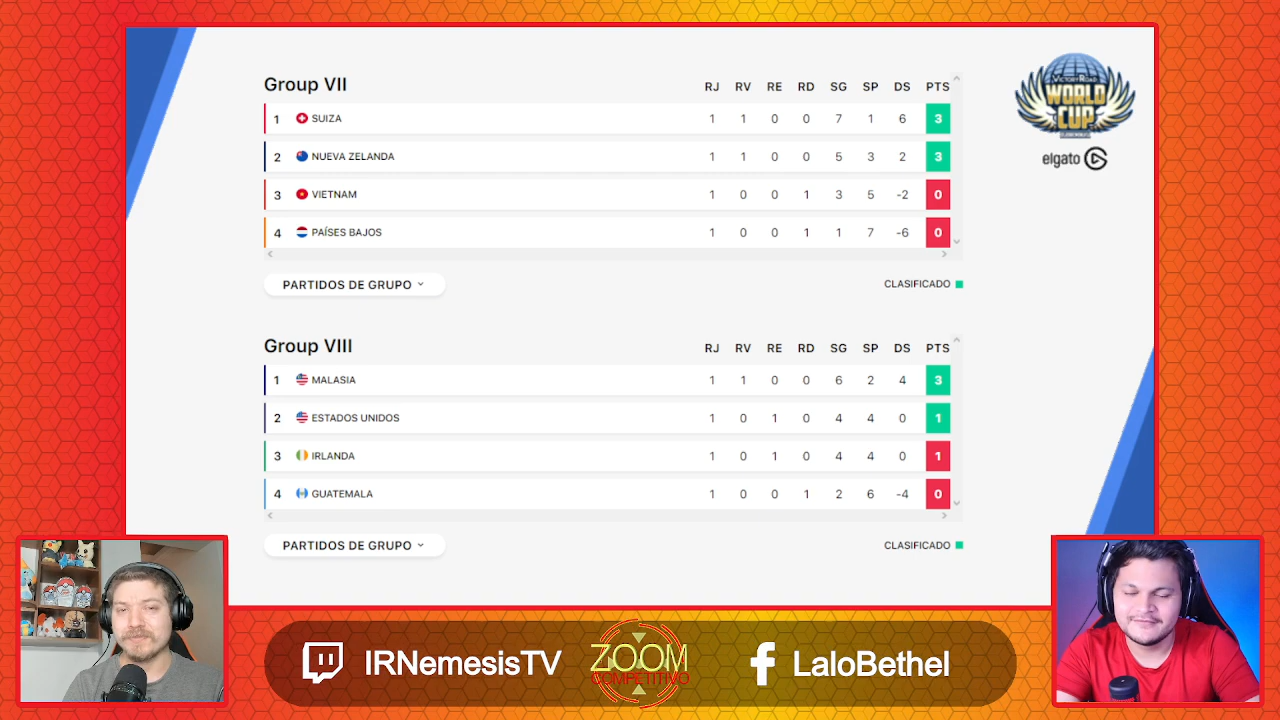 Group VII
RJ RV RE RD SG SP DS PTS
1 SUIZA 1 1 0 0 7 1 6 3
2 NUEVA ZELANDA 1 1 0 0 5 3 2 3
3 VIETNAM 1 0 0 1 3 5 -2 0
4 PAÍSES BAJOS 1 0 0 1 1 7 -6 0
PARTIDOS DE GRUPO
CLASIFICADO
Group VIII
RJ RV RE RD SG SP DS PTS
1 MALASIA 1 1 0 0 6 2 4 3
2 ESTADOS UNIDOS 1 0 1 0 4 4 0 1
3 IRLANDA 1 0 1 0 4 4 0 1
4 GUATEMALA 1 0 0 1 2 6 -4 0
PARTIDOS DE GRUPO
CLASIFICADO
VICTORY ROAD
WORLD
CUP
elgato
IRNemesisTV
ZOOM
COMPETITIVO
LaloBethel